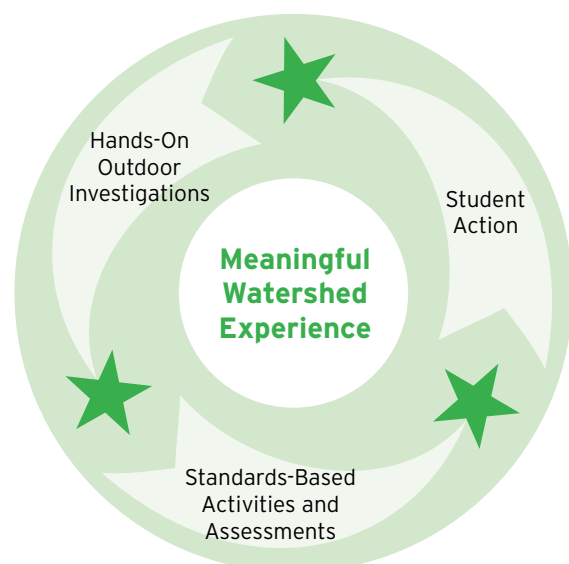 Hands-On
Outdoor
Investigations
Student
Action
Meaningful
Watershed
Experience
Standards-Based
Activities and
Assessments